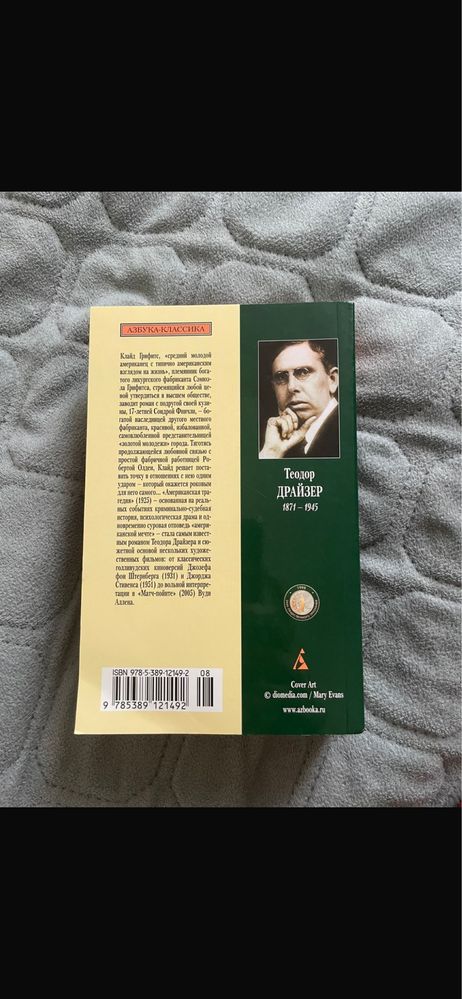 АЗБУКА-КЛАССИКА
Клайд Грифитс, «средний молодой
американец с типично американским
взглядом на жизнь», племянник бога-
того ликургского фабриканта Сэмюэ-
ла Грифитса, стремящийся любой це-
ной утвердиться в высшем обществе,
заводит роман с подругой своей кузи-
ны, 17-летней Сондрой Финчли, – бо-
гатой наследницей другого местного
фабриканта, красивой, избалованной,
самовлюбленной представительницей
«золотой молодежи» города. Тяготясь
продолжающейся любовной связью с
простой фабричной работницей Ро-
бертой Олден, Клайд решает поста-
вить точку в отношениях с нею одним
ударом – который окажется роковым
для него самого... «Американская тра-
гедия» (1925) – основанная на реаль-
ных событиях криминально-судебная
история, психологическая драма и од-
новременно суровая отповедь «амери-
канской мечте» – стала самым извест-
ным романом Теодора Драйзера и сю-
жетной основой нескольких художе-
ственных фильмов: от классических
голливудских киноверсий Джозефа
фон Штернберга (1931) и Джорджа
Стивенса (1951) до вольной интерпре-
тации в «Матч-пойнте» (2005) Вуди
Аллена.
ISBN 978-5-389-12149-2
08
9 785389 121492
Теодор
ДРАЙЗЕР
1871 – 1945
Cover Art
© diomedia.com / Mary Evans
www.azbooka.ru